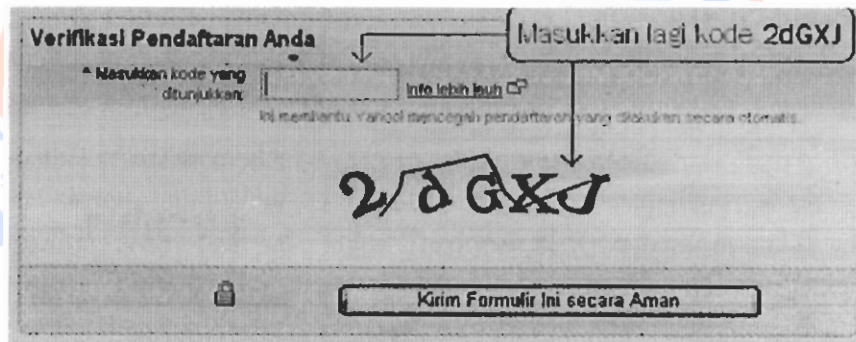 Verifikasi Pendaftaran Anda
Masukkan lagi kode 2dGXJ
* Masukkan kode yang
ditunjukkan:
Info lebih jauh
Ini membantu Yahoo! mencegah pendaftaran yang dilakukan secara otomatis.
2dGXJ
Kirim Formulir Ini secara Aman